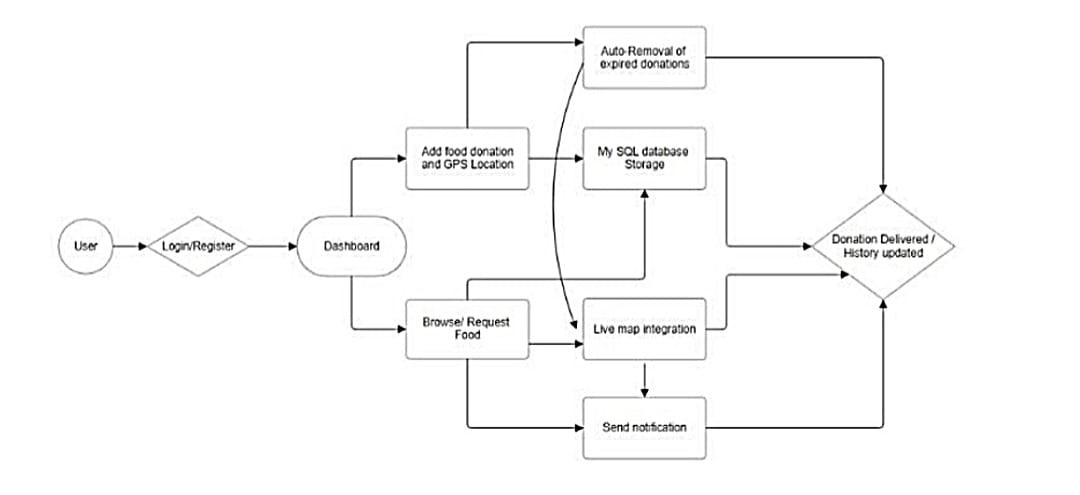 Auto-Removal of
expired donations
Add food donation
and GPS Location
My SQL database
Storage
User
Login/Register
Dashboard
Donation Delivered /
History updated
Browse/ Request
Food
Live map integration
Send notification